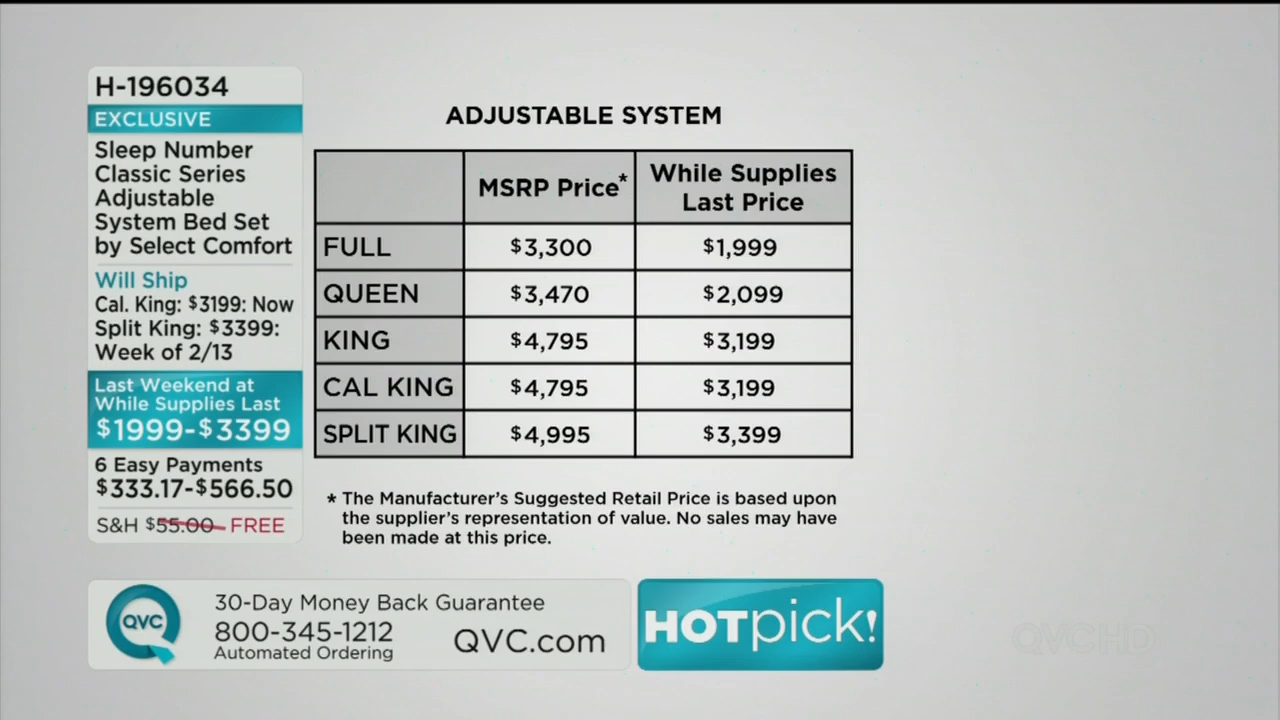 H-196034
EXCLUSIVE
Sleep Number
Classic Series
Adjustable
System Bed Set
by Select Comfort
Will Ship
Cal. King: $3199: Now
Split King: $3399:
Week of 2/13
Last Weekend at
While Supplies Last
$1999-$3399
6 Easy Payments
$333.17-$566.50
S&H $55.00 FREE
ADJUSTABLE SYSTEM
MSRP Price* While Supplies Last Price
FULL $3,300 $1,999
QUEEN $3,470 $2,099
KING $4,795 $3,199
CAL KING $4,795 $3,199
SPLIT KING $4,995 $3,399
* The Manufacturer's Suggested Retail Price is based upon
the supplier's representation of value. No sales may have
been made at this price.
QVC
30-Day Money Back Guarantee
800-345-1212
Automated Ordering
QVC.com
HOTpick!
QVCHD